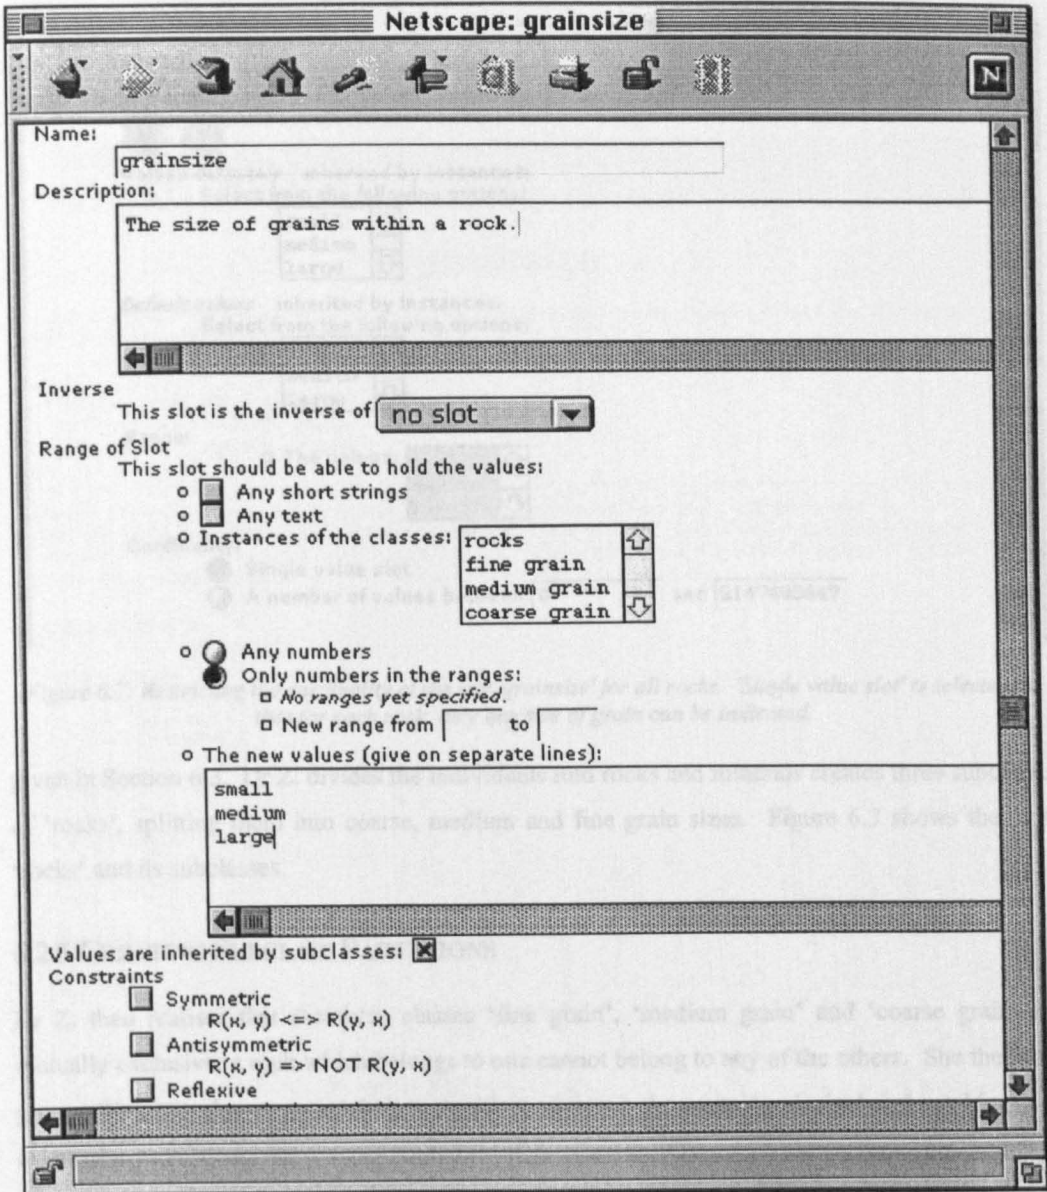 Netscape: grainsize
N
Name:
grainsize
Description:
The size of grains within a rock.
Inverse
This slot is the inverse of no slot
Range of Slot
This slot should be able to hold the values:
Any short strings
Any text
Instances of the classes: rocks
fine grain
medium grain
coarse grain
Any numbers
Only numbers in the ranges:
No ranges yet specified.
New range from to
The new values (give on separate lines):
small
medium
large
Values are inherited by subclasses:
Constraints
Symmetric
R(x, y) <=> R(y, x)
Antisymmetric
R(x, y) => NOT R(y, x)
Reflexive